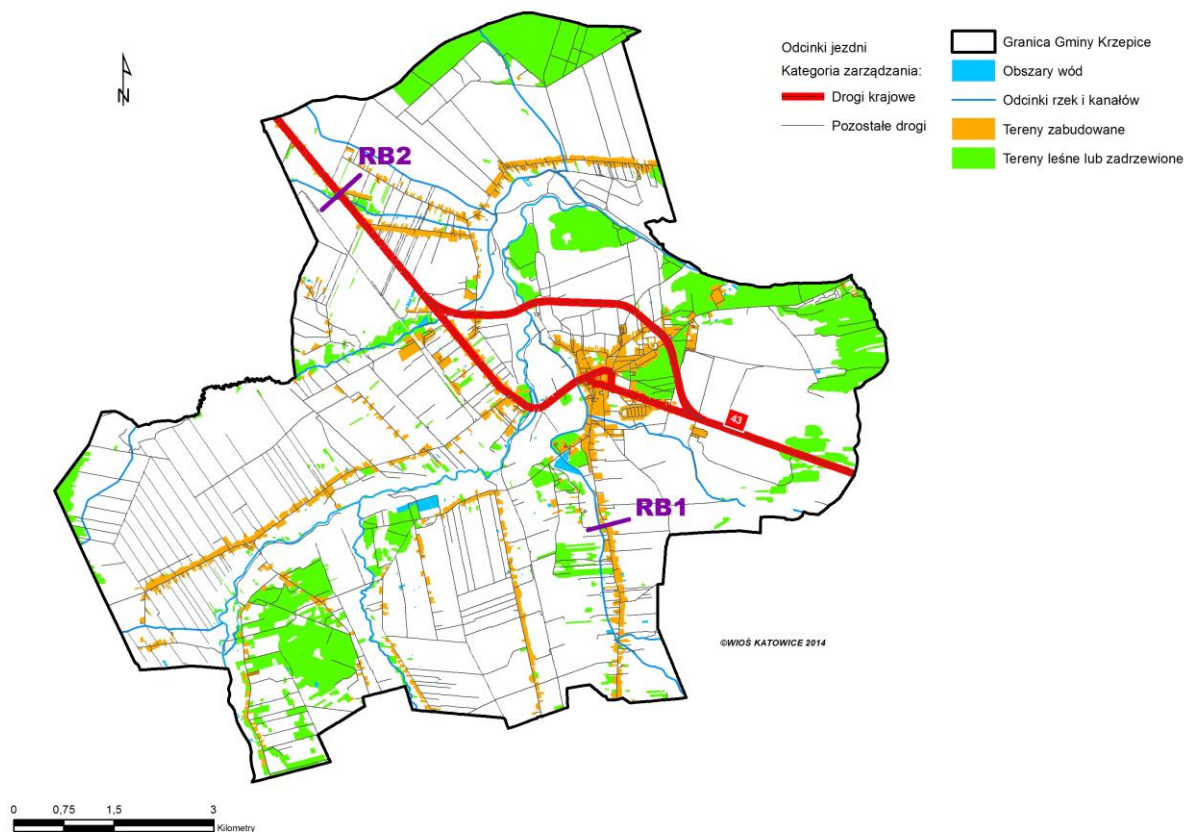 N
Odcinki jezdni
Kategoria zarządzania:
Drogi krajowe
Pozostałe drogi
Granica Gminy Krzepice
Obszary wód
Odcinki rzek i kanałów
Tereny zabudowane
Tereny leśne lub zadrzewione
RB2
43
RB1
©WIOŚ KATOWICE 2014
0 0,75 1,5 3
Kilometry